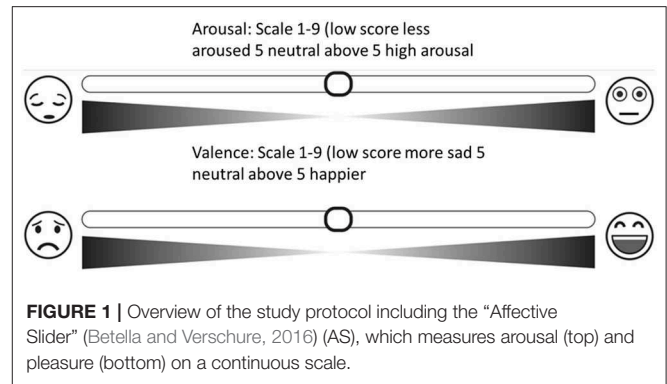 Arousal: Scale 1-9 (low score less
aroused 5 neutral above 5 high arousal
Valence: Scale 1-9 (low score more sad 5
neutral above 5 happier
FIGURE 1 | Overview of the study protocol including the “Affective
Slider” (Betella and Verschure, 2016) (AS), which measures arousal (top) and
pleasure (bottom) on a continuous scale.